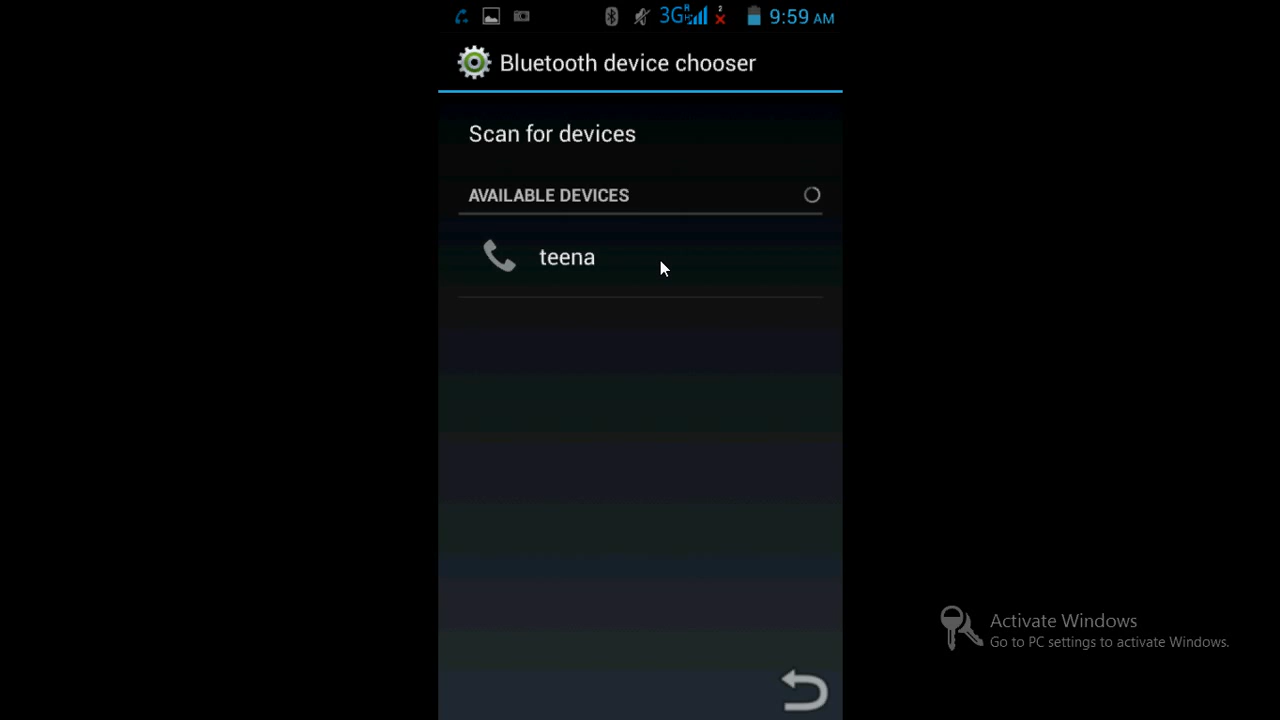 3G
R
H
2
9:59 AM
Bluetooth device chooser
Scan for devices
AVAILABLE DEVICES
teena
Activate Windows
Go to PC settings to activate Windows.